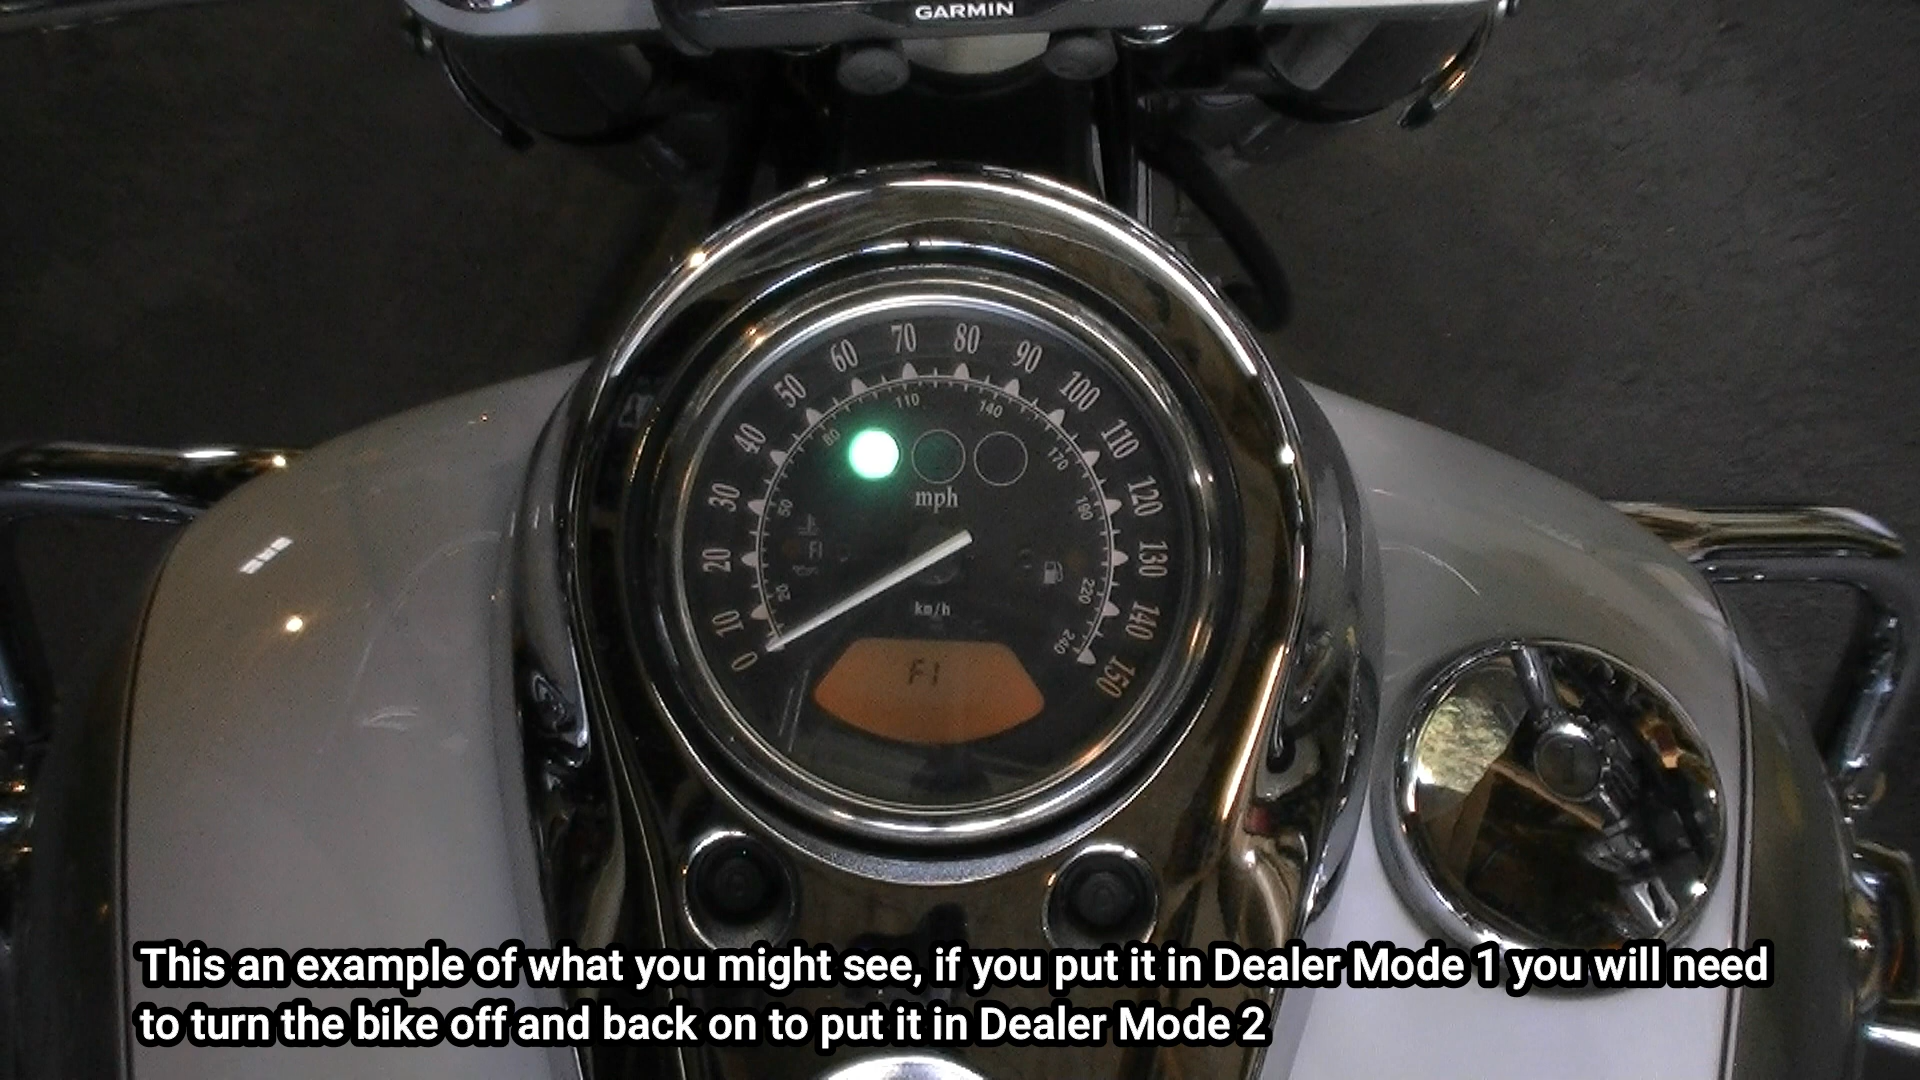 GARMIN
70 80
60 90
50 100
110 140
40 110
80 170
mph
30 120
50 190
FI
20 130
20 220
km/h
10 140
240
0 150
FI
This an example of what you might see, if you put it in Dealer Mode 1 you will need
to turn the bike off and back on to put it in Dealer Mode 2